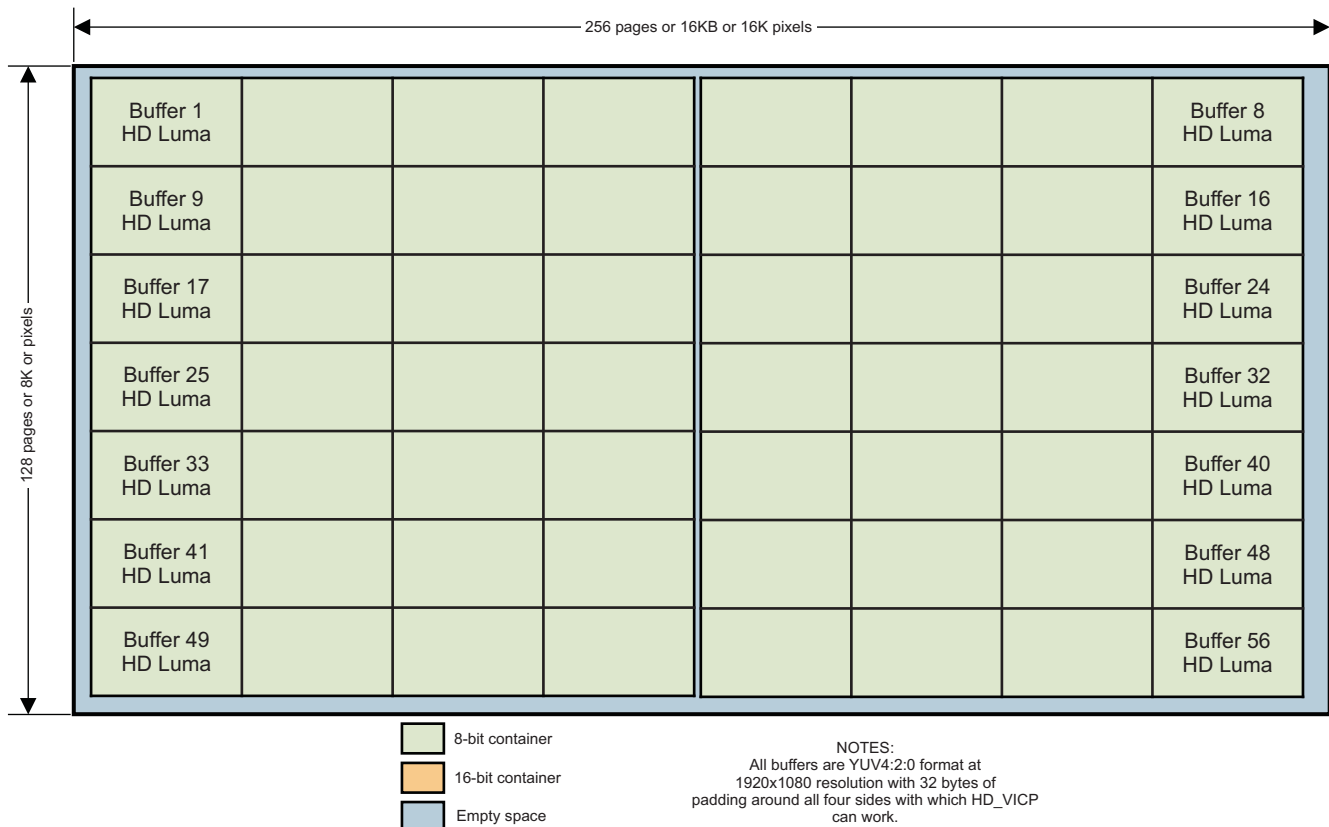 256 pages or 16KB or 16K pixels
128 pages or 8K or pixels
Buffer 1
HD Luma
Buffer 8
HD Luma
Buffer 9
HD Luma
Buffer 16
HD Luma
Buffer 17
HD Luma
Buffer 24
HD Luma
Buffer 25
HD Luma
Buffer 32
HD Luma
Buffer 33
HD Luma
Buffer 40
HD Luma
Buffer 41
HD Luma
Buffer 48
HD Luma
Buffer 49
HD Luma
Buffer 56
HD Luma
8-bit container
16-bit container
Empty space
NOTES:
All buffers are YUV4:2:0 format at
1920x1080 resolution with 32 bytes of
padding around all four sides with which HD_VICP
can work.